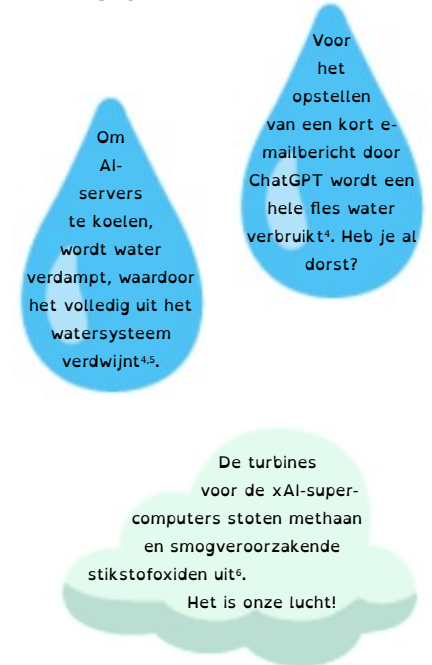 Voor
het
opstellen
van een kort e-
mailbericht door
ChatGPT wordt een
hele fles water
verbruikt⁴. Heb je al
dorst?
Om
AI-
servers
te koelen,
wordt water
verdampt, waardoor
het volledig uit het
watersysteem
verdwijnt⁴,⁵.
De turbines
voor de xAI-super-
computers stoten methaan
en smogveroorzakende
stikstofoxiden uit⁶.
Het is onze lucht!